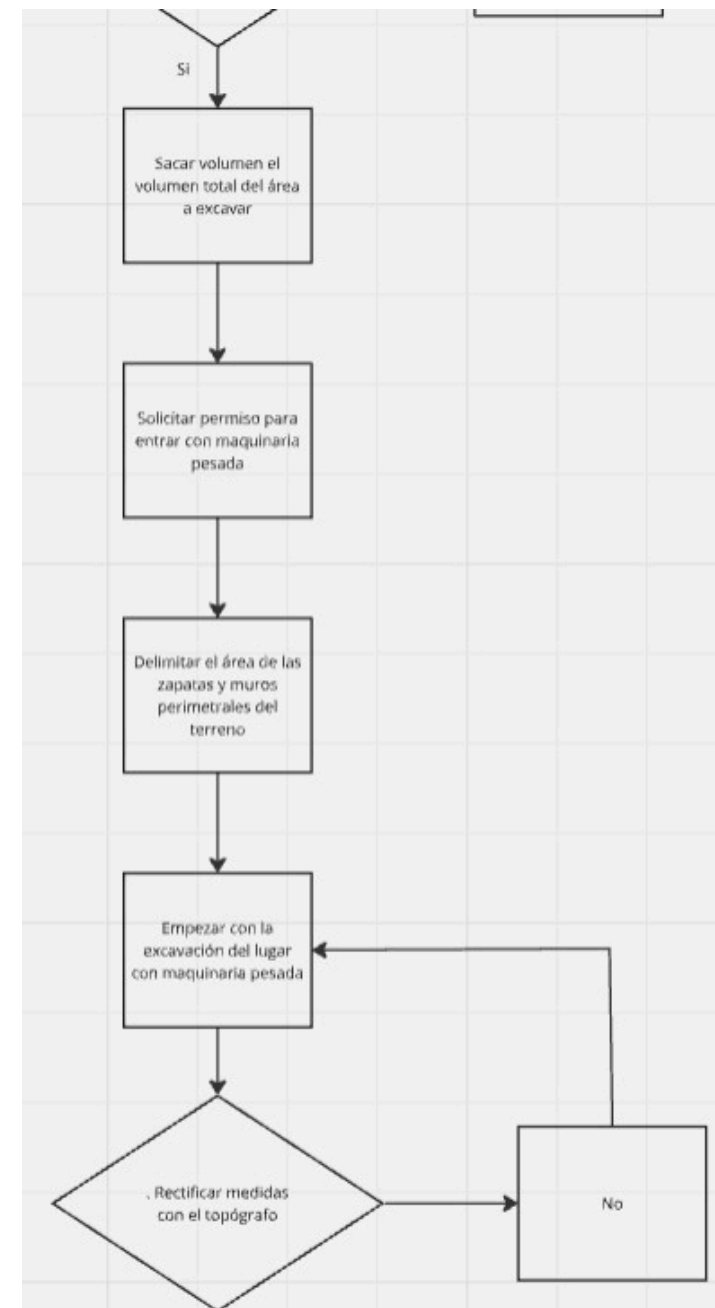 Si
Sacar volumen el
volumen total del área
a excavar
Solicitar permiso para
entrar con maquinaria
pesada
Delimitar el área de las
zapatas y muros
perimetrales del
terreno
Empezar con la
excavación del lugar
con maquinaria pesada
. Rectificar medidas
con el topógrafo
No